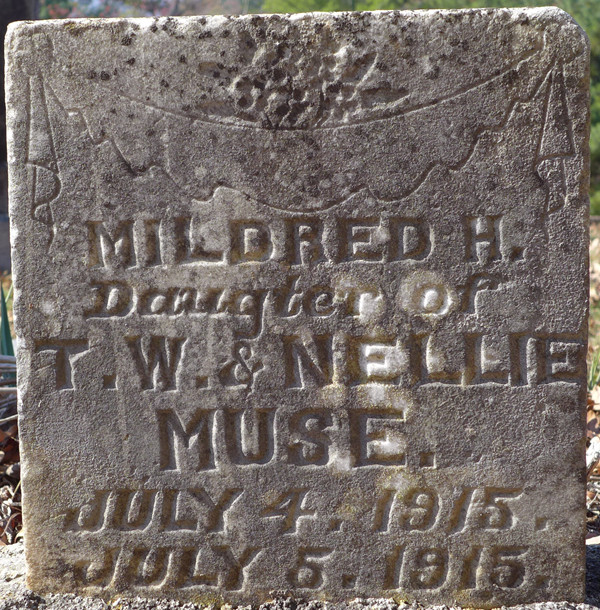 MILDRED H.
Daugter of
T. W. & NELLIE
MUSE.
JULY 4. 1915.
JULY 5. 1915.